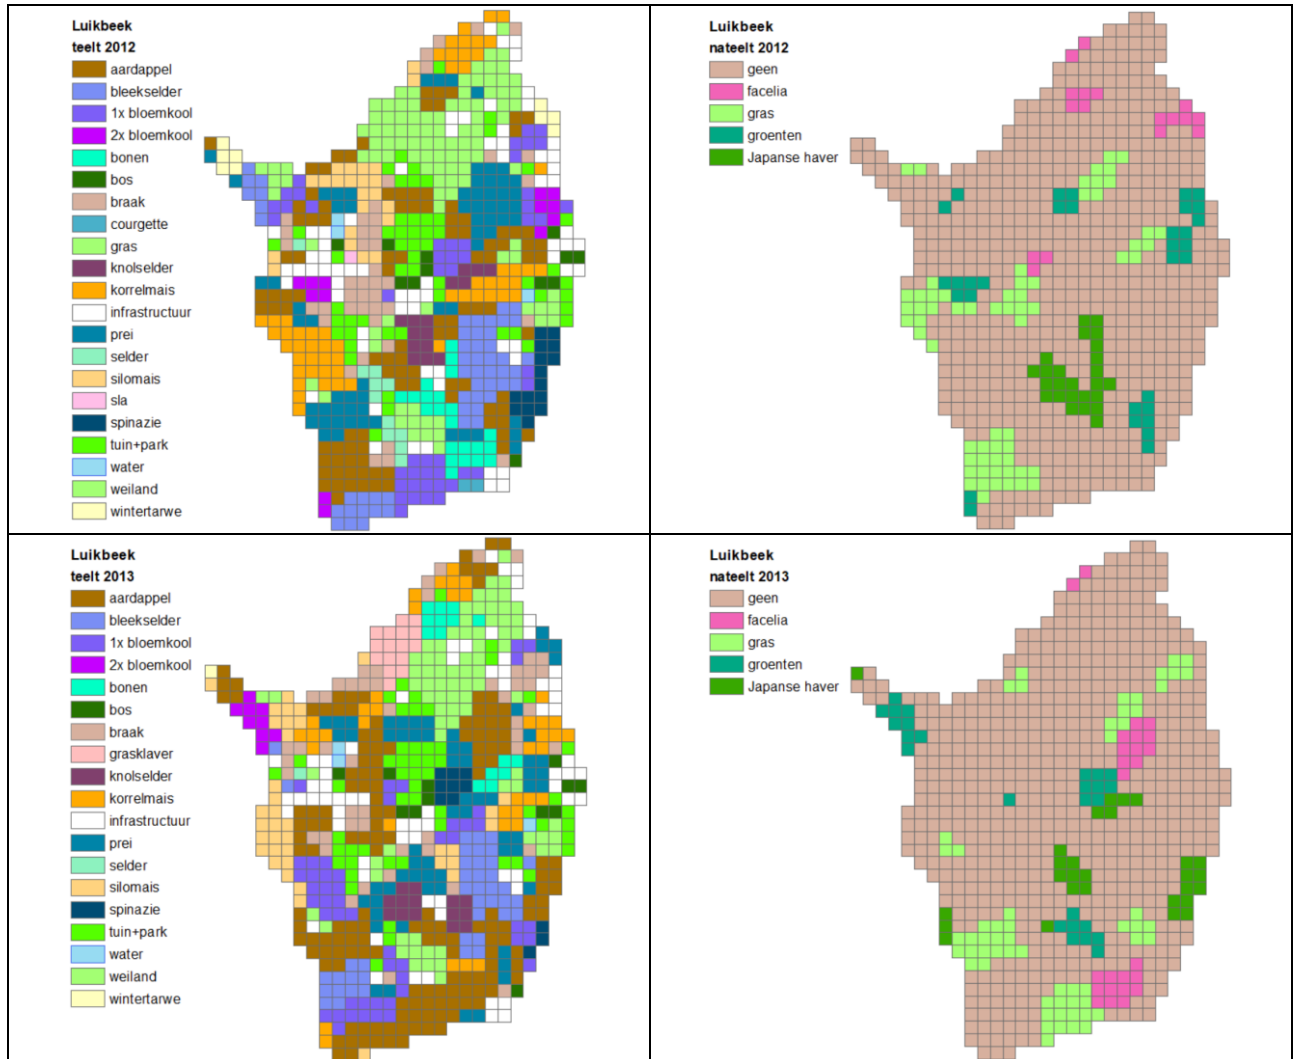 Luikbeek
teelt 2012
aardappel
bleekselder
1x bloemkool
2x bloemkool
bonen
bos
braak
courgette
gras
knolselder
korrelmais
infrastructuur
prei
selder
silomais
sla
spinazie
tuin+park
water
weiland
wintertarwe
Luikbeek
nateelt 2012
geen
facelia
gras
groenten
Japanse haver
Luikbeek
teelt 2013
aardappel
bleekselder
1x bloemkool
2x bloemkool
bonen
bos
braak
grasklaver
knolselder
korrelmais
infrastructuur
prei
selder
silomais
spinazie
tuin+park
water
weiland
wintertarwe
Luikbeek
nateelt 2013
geen
facelia
gras
groenten
Japanse haver